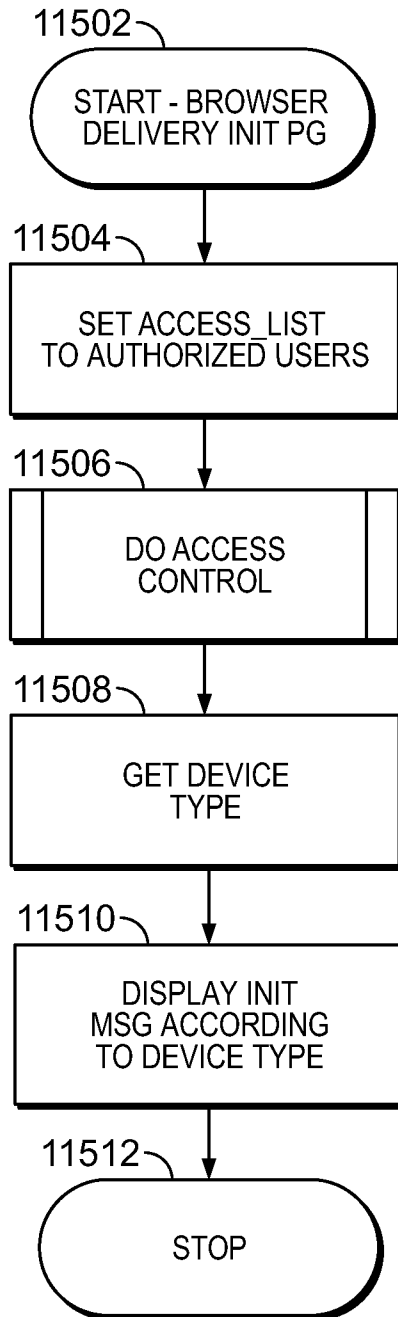 11502
START - BROWSER
DELIVERY INIT PG
11504
SET ACCESS_LIST
TO AUTHORIZED USERS
11506
DO ACCESS
CONTROL
11508
GET DEVICE
TYPE
11510
DISPLAY INIT
MSG ACCORDING
TO DEVICE TYPE
11512
STOP